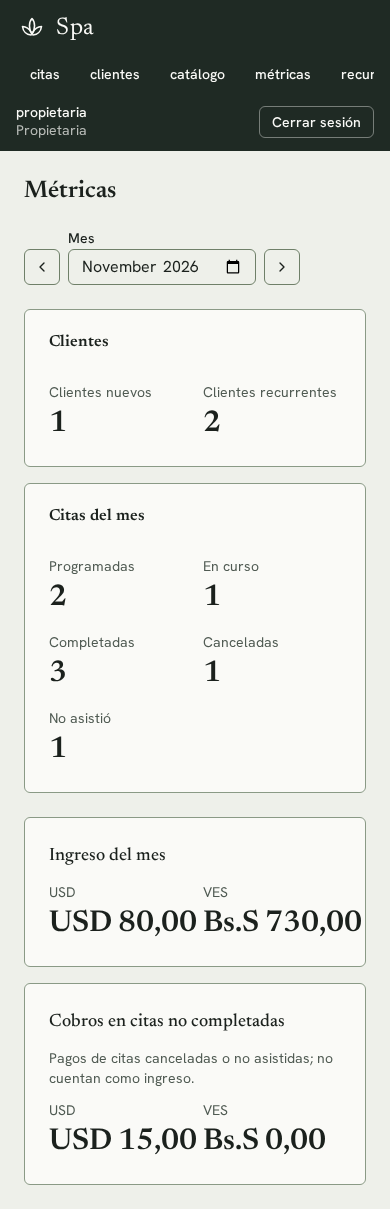 Spa
citas clientes catálogo métricas recur
propietaria
Propietaria
Cerrar sesión
Métricas
Mes
November 2026
Clientes
Clientes nuevos Clientes recurrentes
1 2
Citas del mes
Programadas En curso
2 1
Completadas Canceladas
3 1
No asistió
1
Ingreso del mes
USD VES
USD 80,00 Bs.S 730,00
Cobros en citas no completadas
Pagos de citas canceladas o no asistidas; no
cuentan como ingreso.
USD VES
USD 15,00 Bs.S 0,00